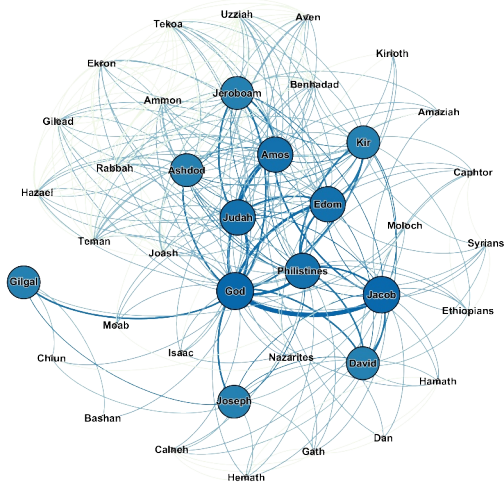 Uzziah
Aven
Tekoa
Kirioth
Ekron
Benhadad
Jeroboam
Ammon
Amaziah
Gilead
Kir
Amos
Rabbah
Ashdod
Caphtor
Hazael
Edom
Judah
Moloch
Teman
Syrians
Joash
Philistines
Gilgal
God
Jacob
Ethiopians
Moab
Isaac
Nazarites
Chiun
David
Hamath
Joseph
Bashan
Dan
Calneh
Gath
Hemath